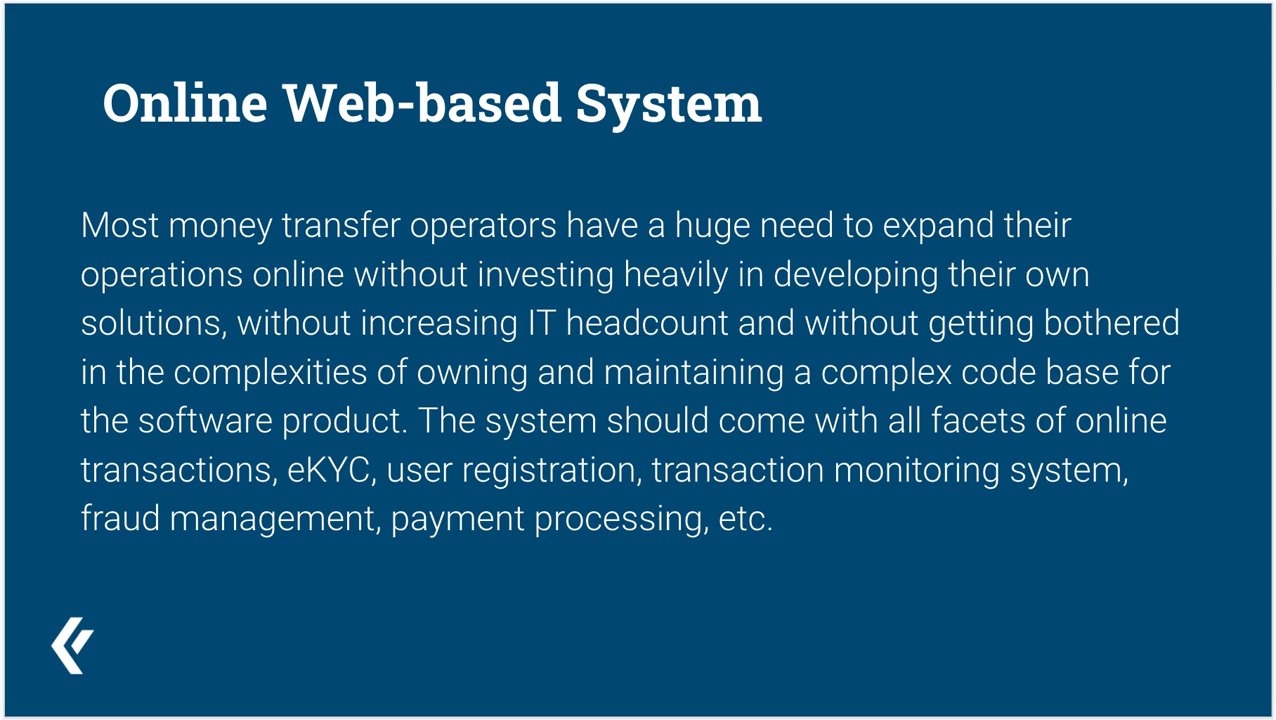 Online Web-based System
Most money transfer operators have a huge need to expand their
operations online without investing heavily in developing their own
solutions, without increasing IT headcount and without getting bothered
in the complexities of owning and maintaining a complex code base for
the software product. The system should come with all facets of online
transactions, eKYC, user registration, transaction monitoring system,
fraud management, payment processing, etc.